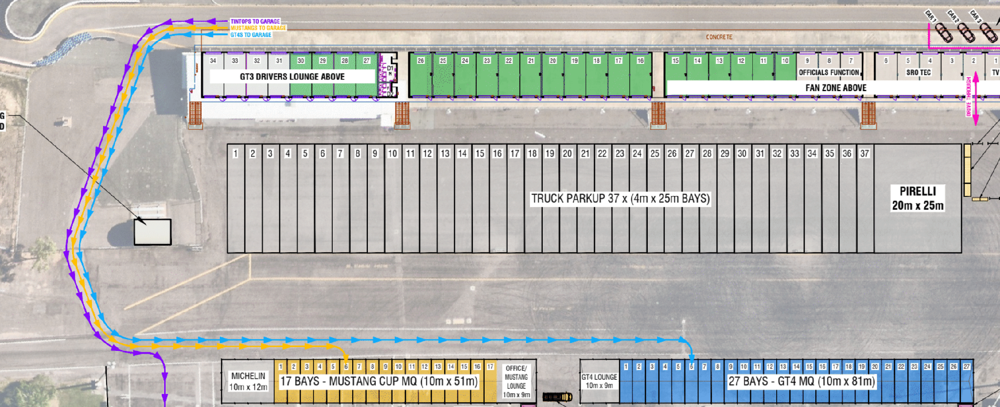 TINTOPS TO GARAGE
MUSTANGS TO GARAGE
GT4S TO GARAGE
CONCRETE
CAR 1
CAR 2
CAR 3
34 33 32 31 30 29 28 27
D1
M
F
D2
GT3 DRIVERS LOUNGE ABOVE
26 25 24 23 22 21 20 19 18 17 16
15 14 13 12 11 10 9 8 7
OFFICIALS FUNCTION
6 5 4 3 2 1
SRO TEC
TV
FAN ZONE ABOVE
DRIVE THROUGH
G
D
1 2 3 4 5 6 7 8 9 10 11 12 13 14 15 16 17 18 19 20 21 22 23 24 25 26 27 28 29 30 31 32 33 34 35 36 37
TRUCK PARKUP 37 x (4m x 25m BAYS)
PIRELLI
20m x 25m
MICHELIN
10m x 12m
1 2 3 4 5 6 7 8 9 10 11 12 13 14 15 16 17
17 BAYS - MUSTANG CUP MQ (10m x 51m)
OFFICE/
MUSTANG
LOUNGE
10m x 9m
GT4 LOUNGE
10m x 9m
1 2 3 4 5 6 7 8 9 10 11 12 13 14 15 16 17 18 19 20 21 22 23 24 25 26 27
27 BAYS - GT4 MQ (10m x 81m)